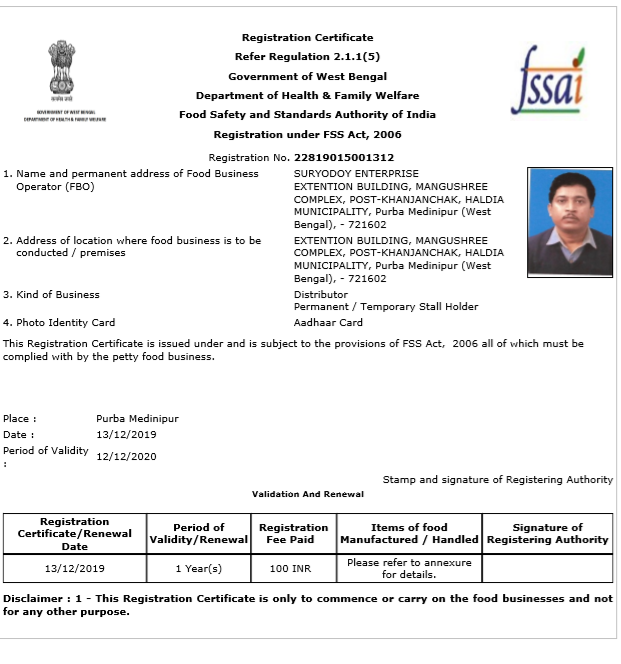 Registration Certificate
Refer Regulation 2.1.1(5)
Government of West Bengal
Department of Health & Family Welfare
Food Safety and Standards Authority of India
Registration under FSS Act, 2006
GOVERNMENT OF WEST BENGAL
DEPARTMENT OF HEALTH & FAMILY WELFARE
fssai
Registration No. 22819015001312
1. Name and permanent address of Food Business Operator (FBO)
SURYODOY ENTERPRISE
EXTENTION BUILDING, MANGUSHREE
COMPLEX, POST-KHANJANCHAK, HALDIA
MUNICIPALITY, Purba Medinipur (West
Bengal), - 721602
2. Address of location where food business is to be
conducted / premises
EXTENTION BUILDING, MANGUSHREE
COMPLEX, POST-KHANJANCHAK, HALDIA
MUNICIPALITY, Purba Medinipur (West
Bengal), - 721602
3. Kind of Business
Distributor
Permanent / Temporary Stall Holder
4. Photo Identity Card
Aadhaar Card
This Registration Certificate is issued under and is subject to the provisions of FSS Act, 2006 all of which must be
complied with by the petty food business.
Place : Purba Medinipur
Date : 13/12/2019
Period of Validity : 12/12/2020
Stamp and signature of Registering Authority
Validation And Renewal
Registration Certificate/Renewal Date
Period of Validity/Renewal
Registration Fee Paid
Items of food Manufactured / Handled
Signature of Registering Authority
13/12/2019
1 Year(s)
100 INR
Please refer to annexure for details.
Disclaimer : 1 - This Registration Certificate is only to commence or carry on the food businesses and not
for any other purpose.